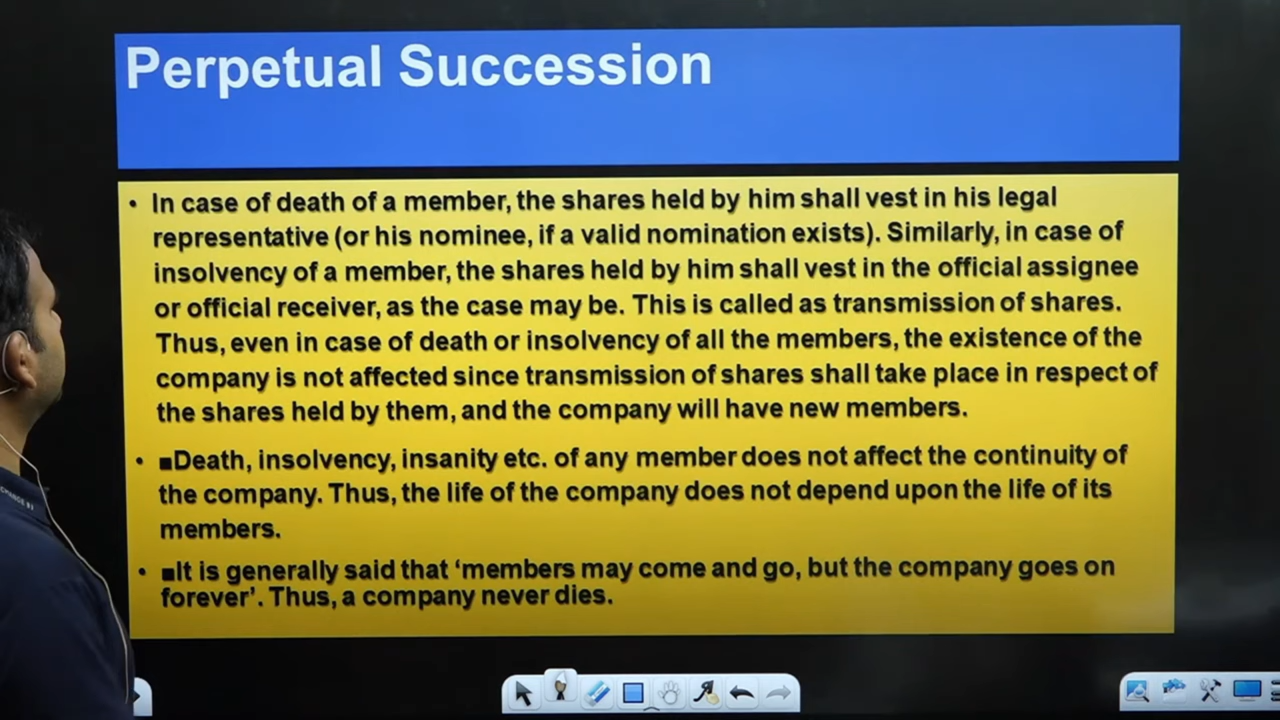 Perpetual Succession
• In case of death of a member, the shares held by him shall vest in his legal
representative (or his nominee, if a valid nomination exists). Similarly, in case of
insolvency of a member, the shares held by him shall vest in the official assignee
or official receiver, as the case may be. This is called as transmission of shares.
Thus, even in case of death or insolvency of all the members, the existence of the
company is not affected since transmission of shares shall take place in respect of
the shares held by them, and the company will have new members.
• ■Death, insolvency, insanity etc. of any member does not affect the continuity of
the company. Thus, the life of the company does not depend upon the life of its
members.
• ■It is generally said that ‘members may come and go, but the company goes on
forever’. Thus, a company never dies.